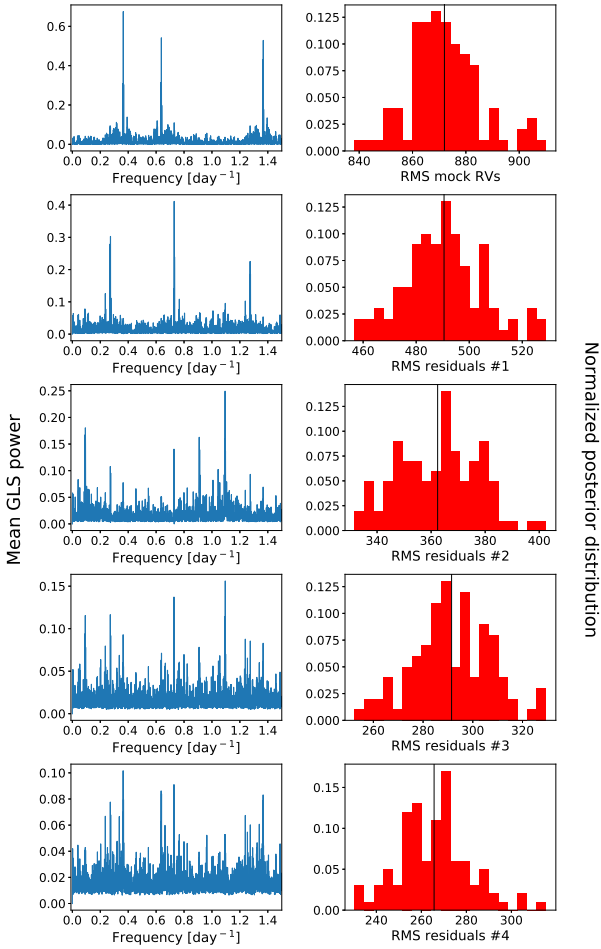 0.6
0.4
0.2
0.0
0.0 0.2 0.4 0.6 0.8 1.0 1.2 1.4
Frequency [day⁻¹]
0.125
0.100
0.075
0.050
0.025
0.000
840 860 880 900
RMS mock RVs
0.4
0.3
0.2
0.1
0.0
0.0 0.2 0.4 0.6 0.8 1.0 1.2 1.4
Frequency [day⁻¹]
0.125
0.100
0.075
0.050
0.025
0.000
460 480 500 520
RMS residuals #1
Mean GLS power
0.25
0.20
0.15
0.10
0.05
0.00
0.0 0.2 0.4 0.6 0.8 1.0 1.2 1.4
Frequency [day⁻¹]
0.125
0.100
0.075
0.050
0.025
0.000
340 360 380 400
RMS residuals #2
Normalized posterior distribution
0.15
0.10
0.05
0.00
0.0 0.2 0.4 0.6 0.8 1.0 1.2 1.4
Frequency [day⁻¹]
0.125
0.100
0.075
0.050
0.025
0.000
260 280 300 320
RMS residuals #3
0.10
0.08
0.06
0.04
0.02
0.00
0.0 0.2 0.4 0.6 0.8 1.0 1.2 1.4
Frequency [day⁻¹]
0.15
0.10
0.05
0.00
240 260 280 300
RMS residuals #4